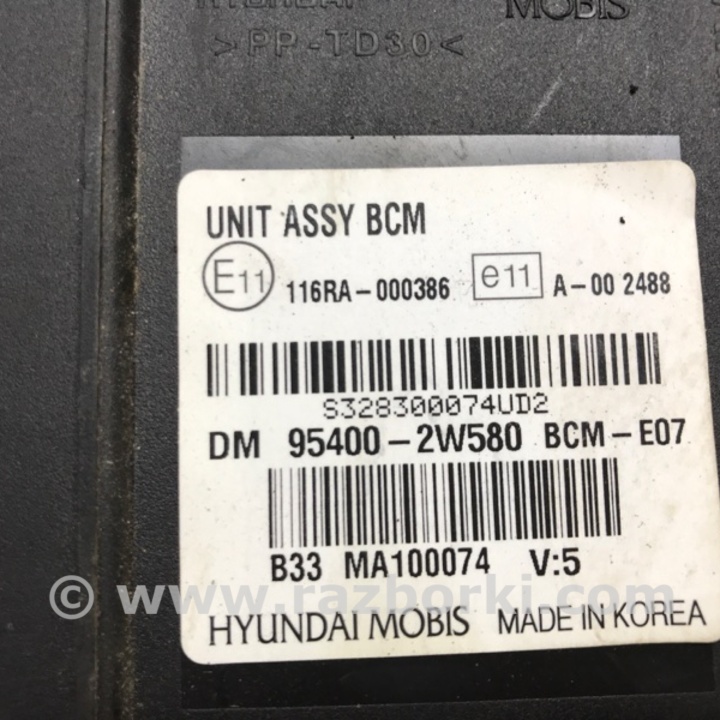 HYUNDAI MOBIS
>PP-TD30<
UNIT ASSY BCM
E11 116RA-000386 e11 A-00 2488
S328300074UD2
DM 95400-2W580 BCM-E07
B33 MA100074 V:5
© www.razborki.com
HYUNDAI MOBIS MADE IN KOREA